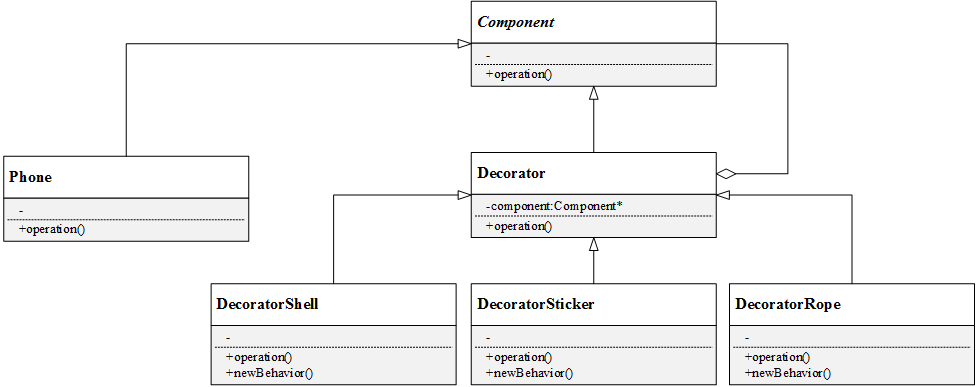 Component
-
+operation()
Phone
-
+operation()
Decorator
-component:Component*
+operation()
DecoratorShell
-
+operation()
+newBehavior()
DecoratorSticker
-
+operation()
+newBehavior()
DecoratorRope
-
+operation()
+newBehavior()